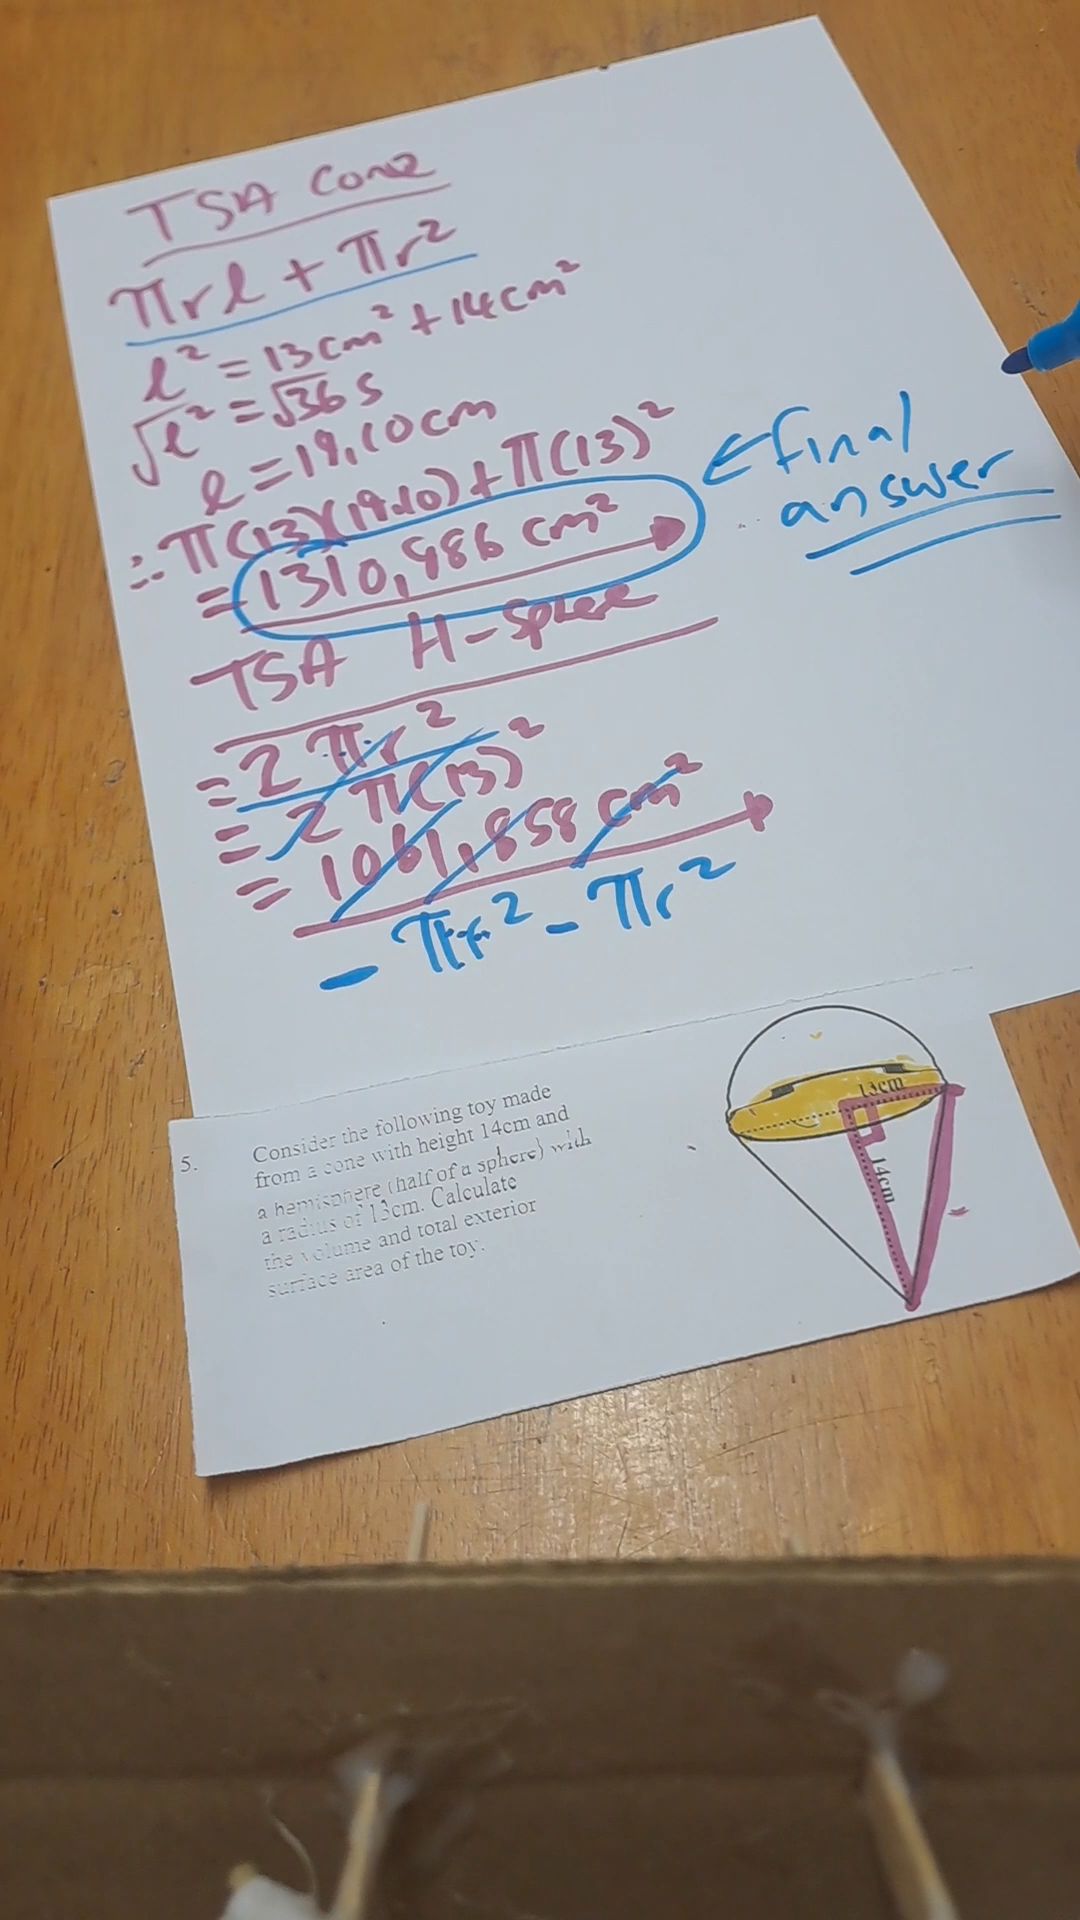 TSA Cone
πrl + πr²
l² = 13cm² + 14cm²
√l² = √365
l = 19,10cm
∴ π(13)(19.10) + π(13)²
= 1310,986 cm²
← final
answer
TSA H-Sphere
= 2πr²
= 2π(13)²
= 1061,858 cm²
- πr² - πr²
5. Consider the following toy made
from a cone with height 14cm and
a hemisphere (half of a sphere) with
a radius of 13cm. Calculate
the volume and total exterior
surface area of the toy.
13cm
14cm